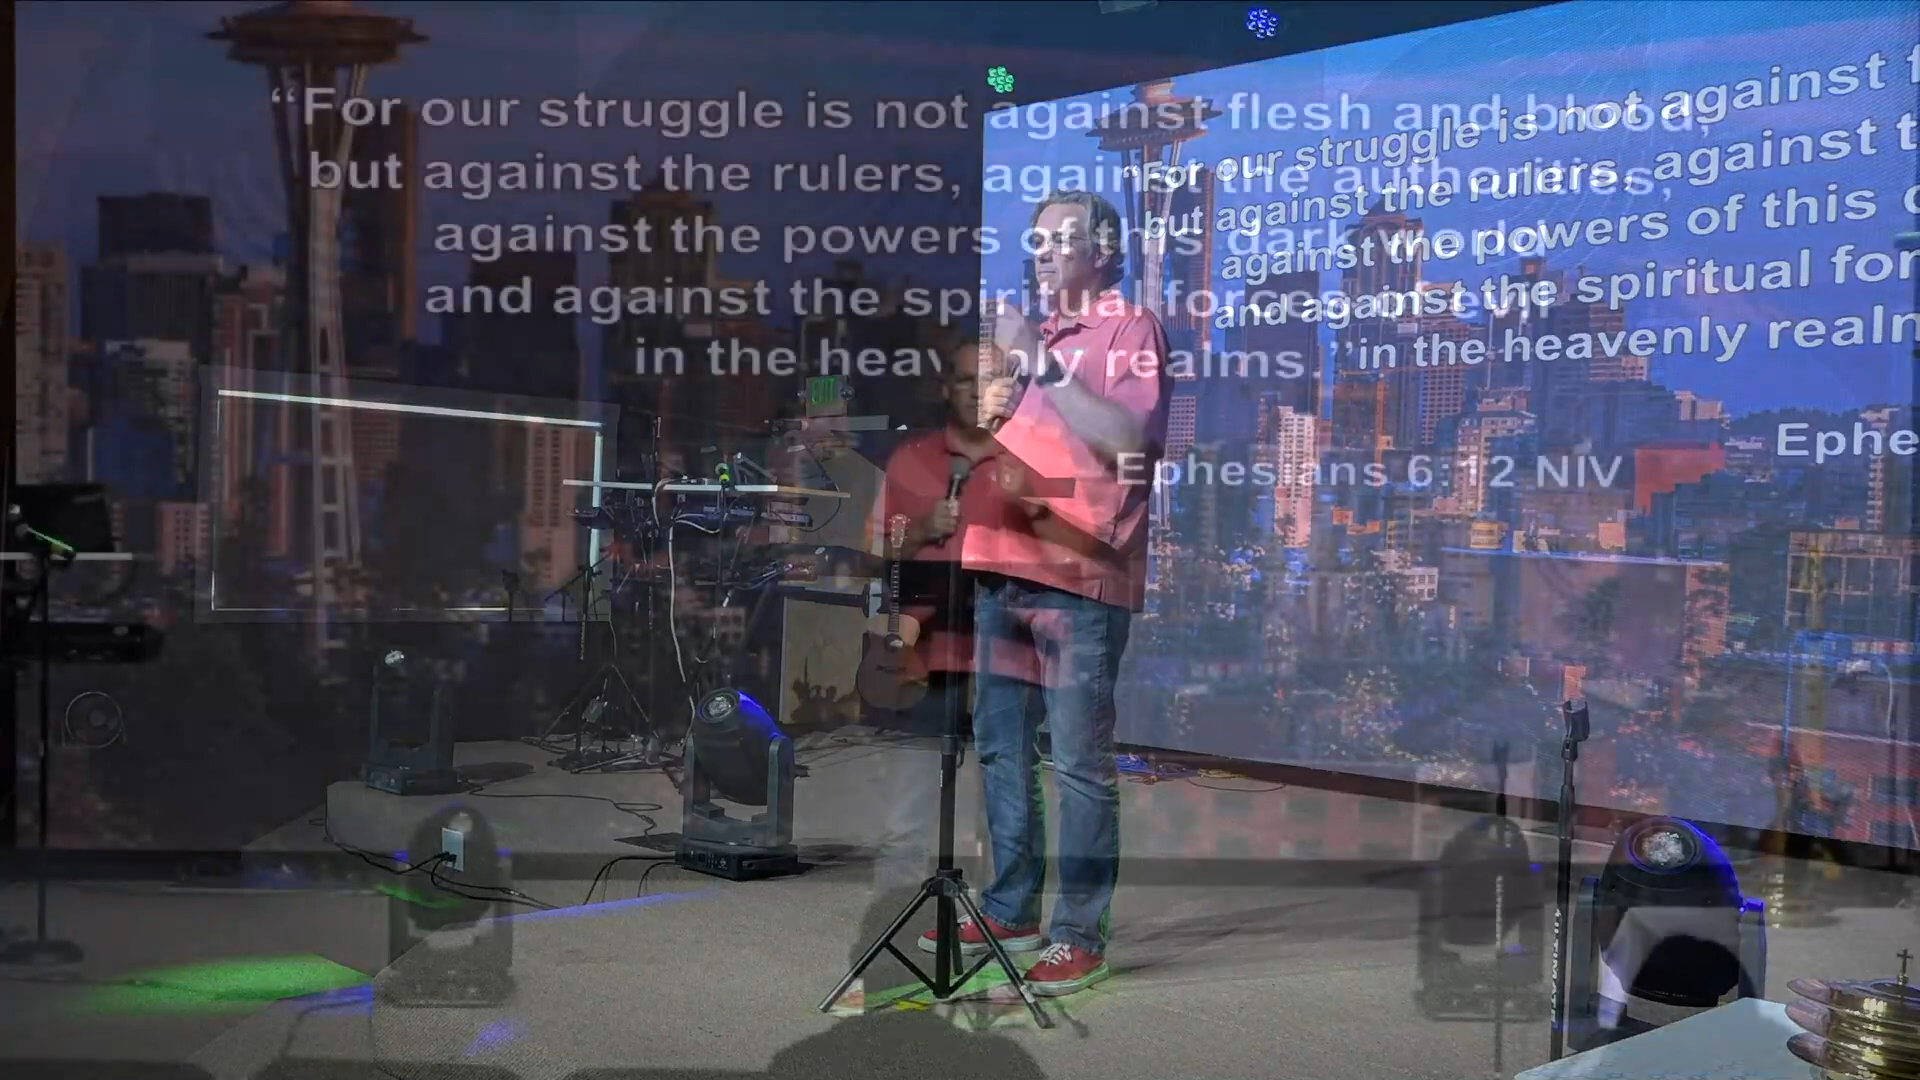 “For our struggle is not against flesh and blood,
but against the rulers, against the authorities,
against the powers of this dark world
and against the spiritual forces of evil
in the heavenly realms.”
Ephesians 6:12 NIV
“For our struggle is not against
but against the rulers, against
against the powers of this
and against the spiritual
in the heavenly
EXIT